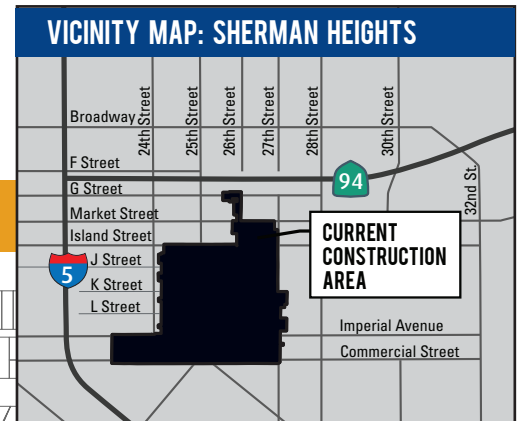 VICINITY MAP: SHERMAN HEIGHTS
24th Street
25th Street
26th Street
27th Street
28th Street
30th Street
32nd St.
Broadway
F Street
94
G Street
Market Street
Island Street
CURRENT
CONSTRUCTION
AREA
J Street
5
K Street
L Street
Imperial Avenue
Commercial Street